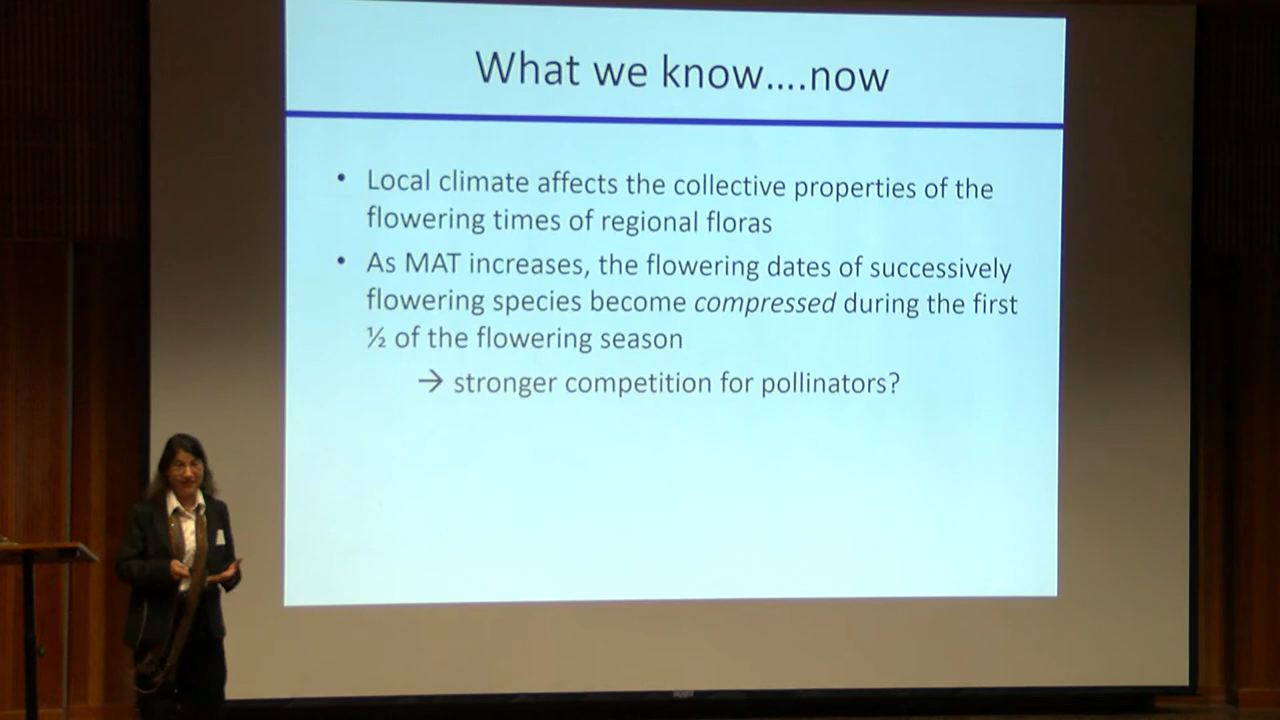 What we know....now
• Local climate affects the collective properties of the
flowering times of regional floras
• As MAT increases, the flowering dates of successively
flowering species become compressed during the first
½ of the flowering season
→ stronger competition for pollinators?